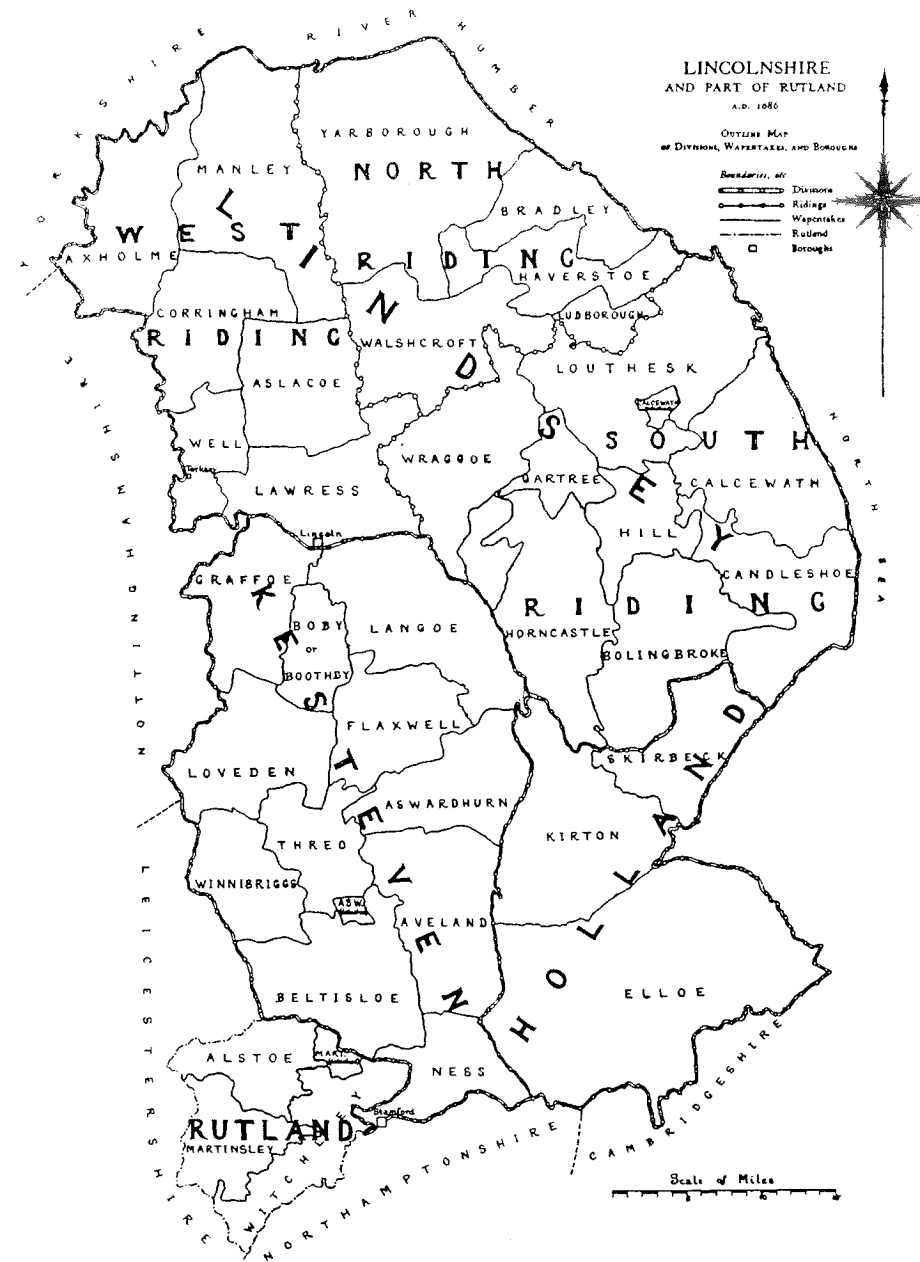 LINCOLNSHIRE
AND PART OF RUTLAND
A.D. 1086
OUTLINE MAP
OF DIVISIONS, WAPENTAKES, AND BOROUGHS
Boundaries, etc.
Divisions
Ridings
Wapentakes
Rutland
Boroughs
YORKSHIRE
RIVER HUMBER
NORTH SEA
NOTTINGHAMSHIRE
LEICESTERSHIRE
NORTHAMPTONSHIRE
CAMBRIDGESHIRE
LINDSEY
NORTH RIDING
WEST RIDING
SOUTH RIDING
KESTEVEN
HOLLAND
RUTLAND
YARBOROUGH
MANLEY
BRADLEY
AXHOLME
HAVERSTOE
CORRINGHAM
LUDBOROUGH
WALSHCROFT
LOUTHESK
ASLACOE
CALCEWATH
WELL
WRAGGOE
GARTREE
CALCEWATH
Torksey
LAWRESS
HILL
Lincoln
GRAFFOE
CANDLESHOE
BOBY
or
BOOTHBY
LANGOE
HORNCASTLE
BOLINGBROKE
FLAXWELL
LOVEDEN
SKIRBECK
ASWARDHURN
KIRTON
THREO
WINNIBRIGGS
ASW.
AVELAND
BELTISLOE
ELLOE
ALSTOE
MART.
NESS
Stamford
MARTINSLEY
WITCHLEY
Scale of Miles